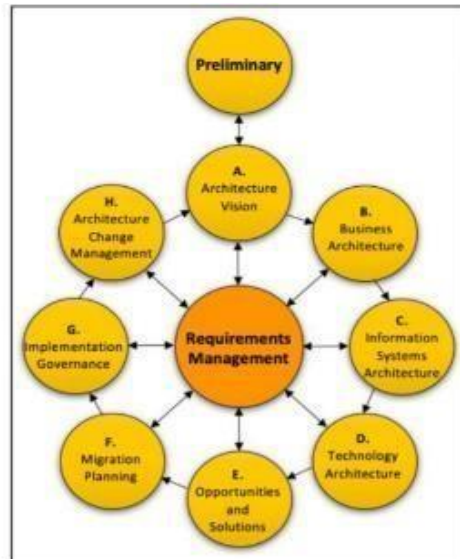 Preliminary
A.
Architecture
Vision
B.
Business
Architecture
C.
Information
Systems
Architecture
D.
Technology
Architecture
E.
Opportunities
and
Solutions
F.
Migration
Planning
G.
Implementation
Governance
H.
Architecture
Change
Management
Requirements
Management